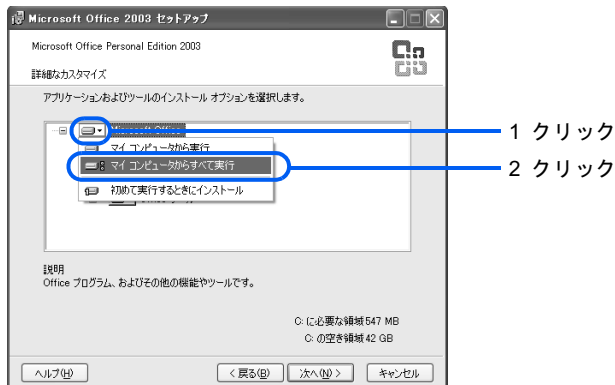 Microsoft Office 2003 セットアップ
Microsoft Office Personal Edition 2003
詳細なカスタマイズ
アプリケーションおよびツールのインストール オプションを選択します。
マイ コンピュータから実行
マイ コンピュータからすべて実行
初めて実行するときにインストール
1 クリック
2 クリック
説明
Office プログラム、およびその他の機能やツールです。
C: に必要な領域 547 MB
C: の空き領域 42 GB
ヘルプ(H)
< 戻る(B)
次へ(N) >
キャンセル